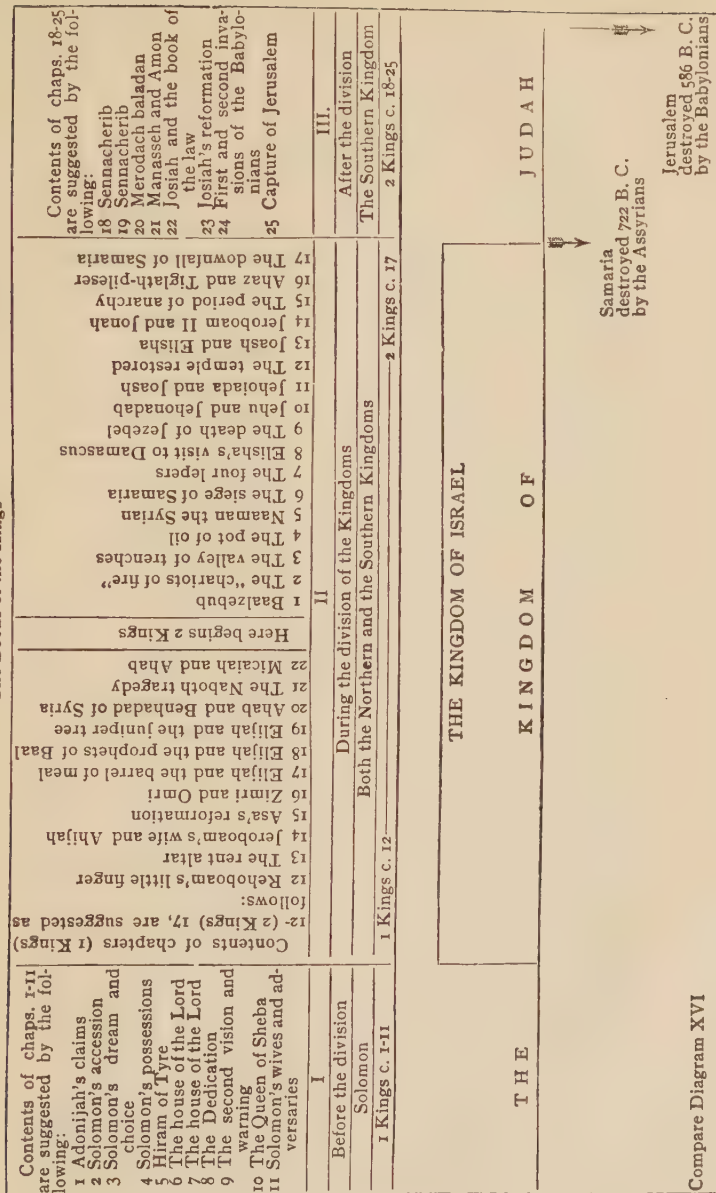 Contents of chaps. 1-11
are suggested by the fol-
lowing:
1 Adonijah's claims
2 Solomon's accession
3 Solomon's dream and
choice
4 Solomon's possessions
5 Hiram of Tyre
6 The house of the Lord
7 The house of the Lord
8 The Dedication
9 The second vision and
warning
10 The Queen of Sheba
11 Solomon's wives and ad-
versaries
Contents of chapters (1 Kings)
12- (2 Kings) 17, are suggested as
follows:
12 Rehoboam's little finger
13 The rent altar
14 Jeroboam's wife and Ahijah
15 Asa's reformation
16 Zimri and Omri
17 Elijah and the barrel of meal
18 Elijah and the prophets of Baal
19 Elijah and the juniper tree
20 Ahab and Benhadad of Syria
21 The Naboth tragedy
22 Micaiah and Ahab
Here begins 2 Kings
1 Baalzebub
2 The "chariots of fire"
3 The valley of trenches
4 The pot of oil
5 Naaman the Syrian
6 The siege of Samaria
7 The four lepers
8 Elisha's visit to Damascus
9 The death of Jezebel
10 Jehu and Jehonadab
11 Jehoiada and Joash
12 The temple restored
13 Joash and Elisha
14 Jeroboam II and Jonah
15 The period of anarchy
16 Ahaz and Tiglath-pileser
17 The downfall of Samaria
Contents of chaps. 18-25
are suggested by the fol-
lowing:
18 Sennacherib
19 Sennacherib
20 Merodach baladan
21 Manasseh and Amon
22 Josiah and the book of
the law
23 Josiah's reformation
24 First and second inva-
sions of the Babylo-
nians
25 Capture of Jerusalem
I
II
III.
Before the division
During the division of the Kingdoms
After the division
Solomon
Both the Northern and the Southern Kingdoms
The Southern Kingdom
1 Kings c. 1-11
1 Kings c. 12
2 Kings c. 17
2 Kings c. 18-25
THE KINGDOM OF ISRAEL
THE KINGDOM OF JUDAH
Samaria
destroyed 722 B. C.
by the Assyrians
Jerusalem
destroyed 586 B. C.
by the Babylonians
Compare Diagram XVI